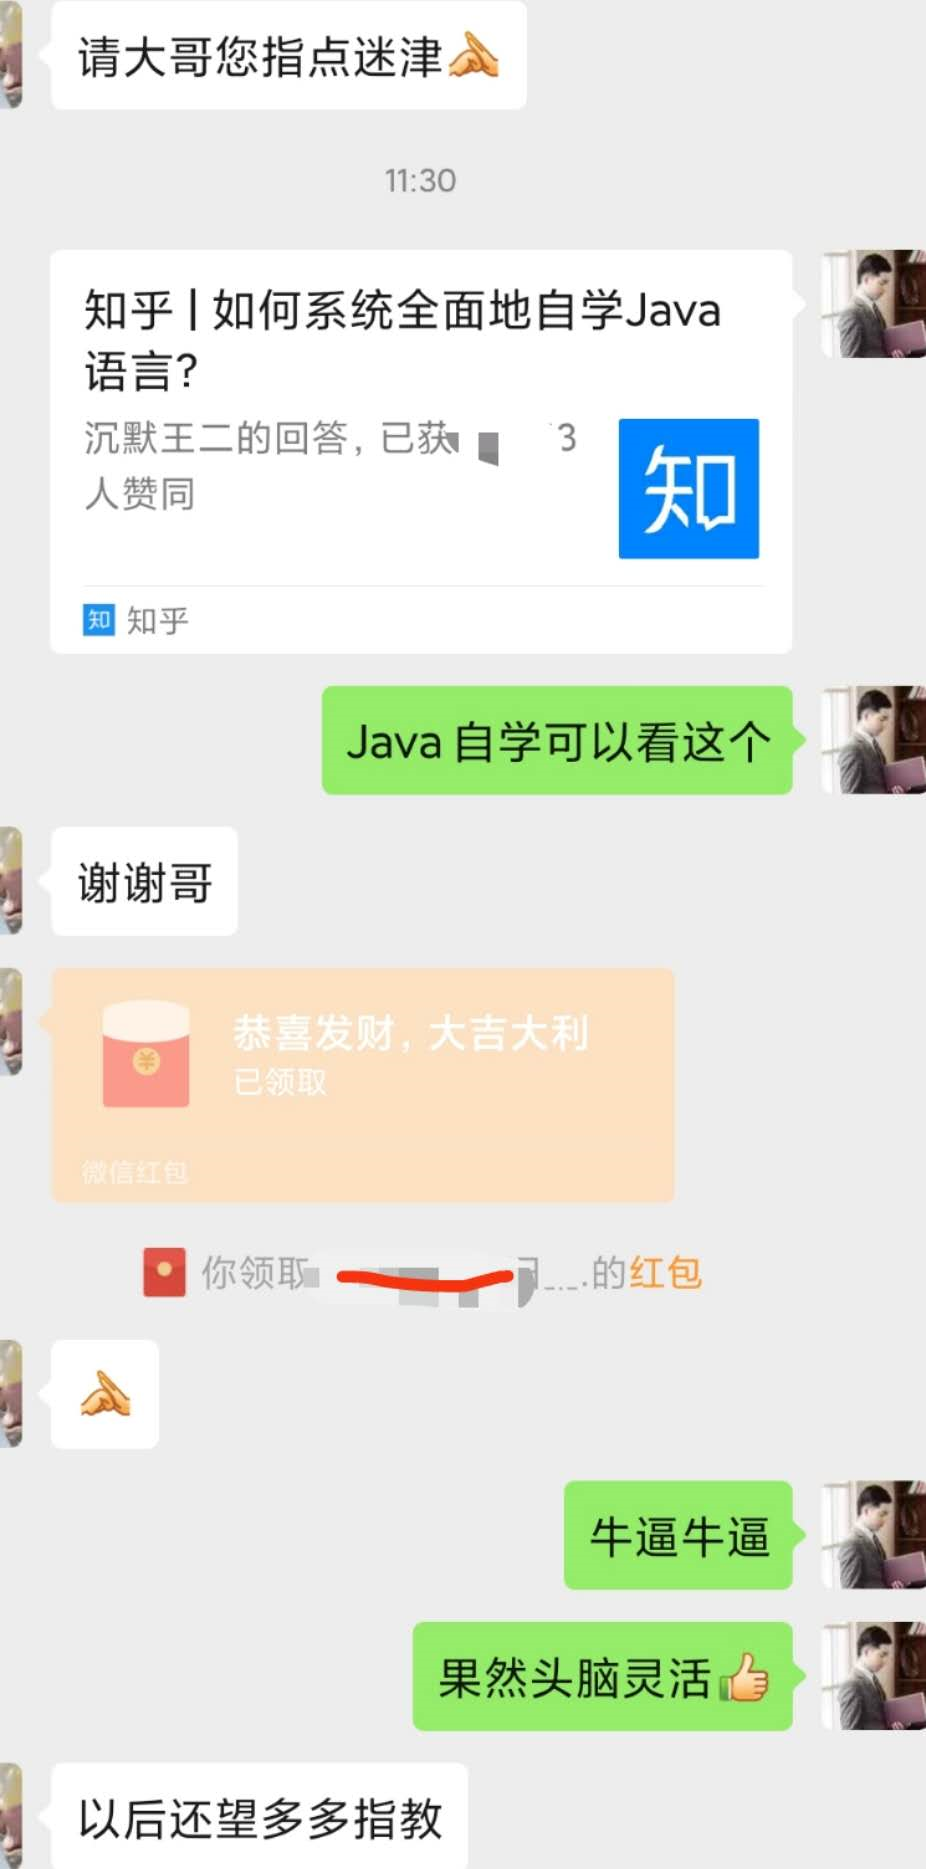 请大哥您指点迷津
11:30
知乎 | 如何系统全面地自学Java
语言?
沉默王二的回答，已获 3
人赞同
知
知 知乎
Java 自学可以看这个
谢谢哥
恭喜发财，大吉大利
已领取
微信红包
你领取 的红包
牛逼牛逼
果然头脑灵活
以后还望多多指教